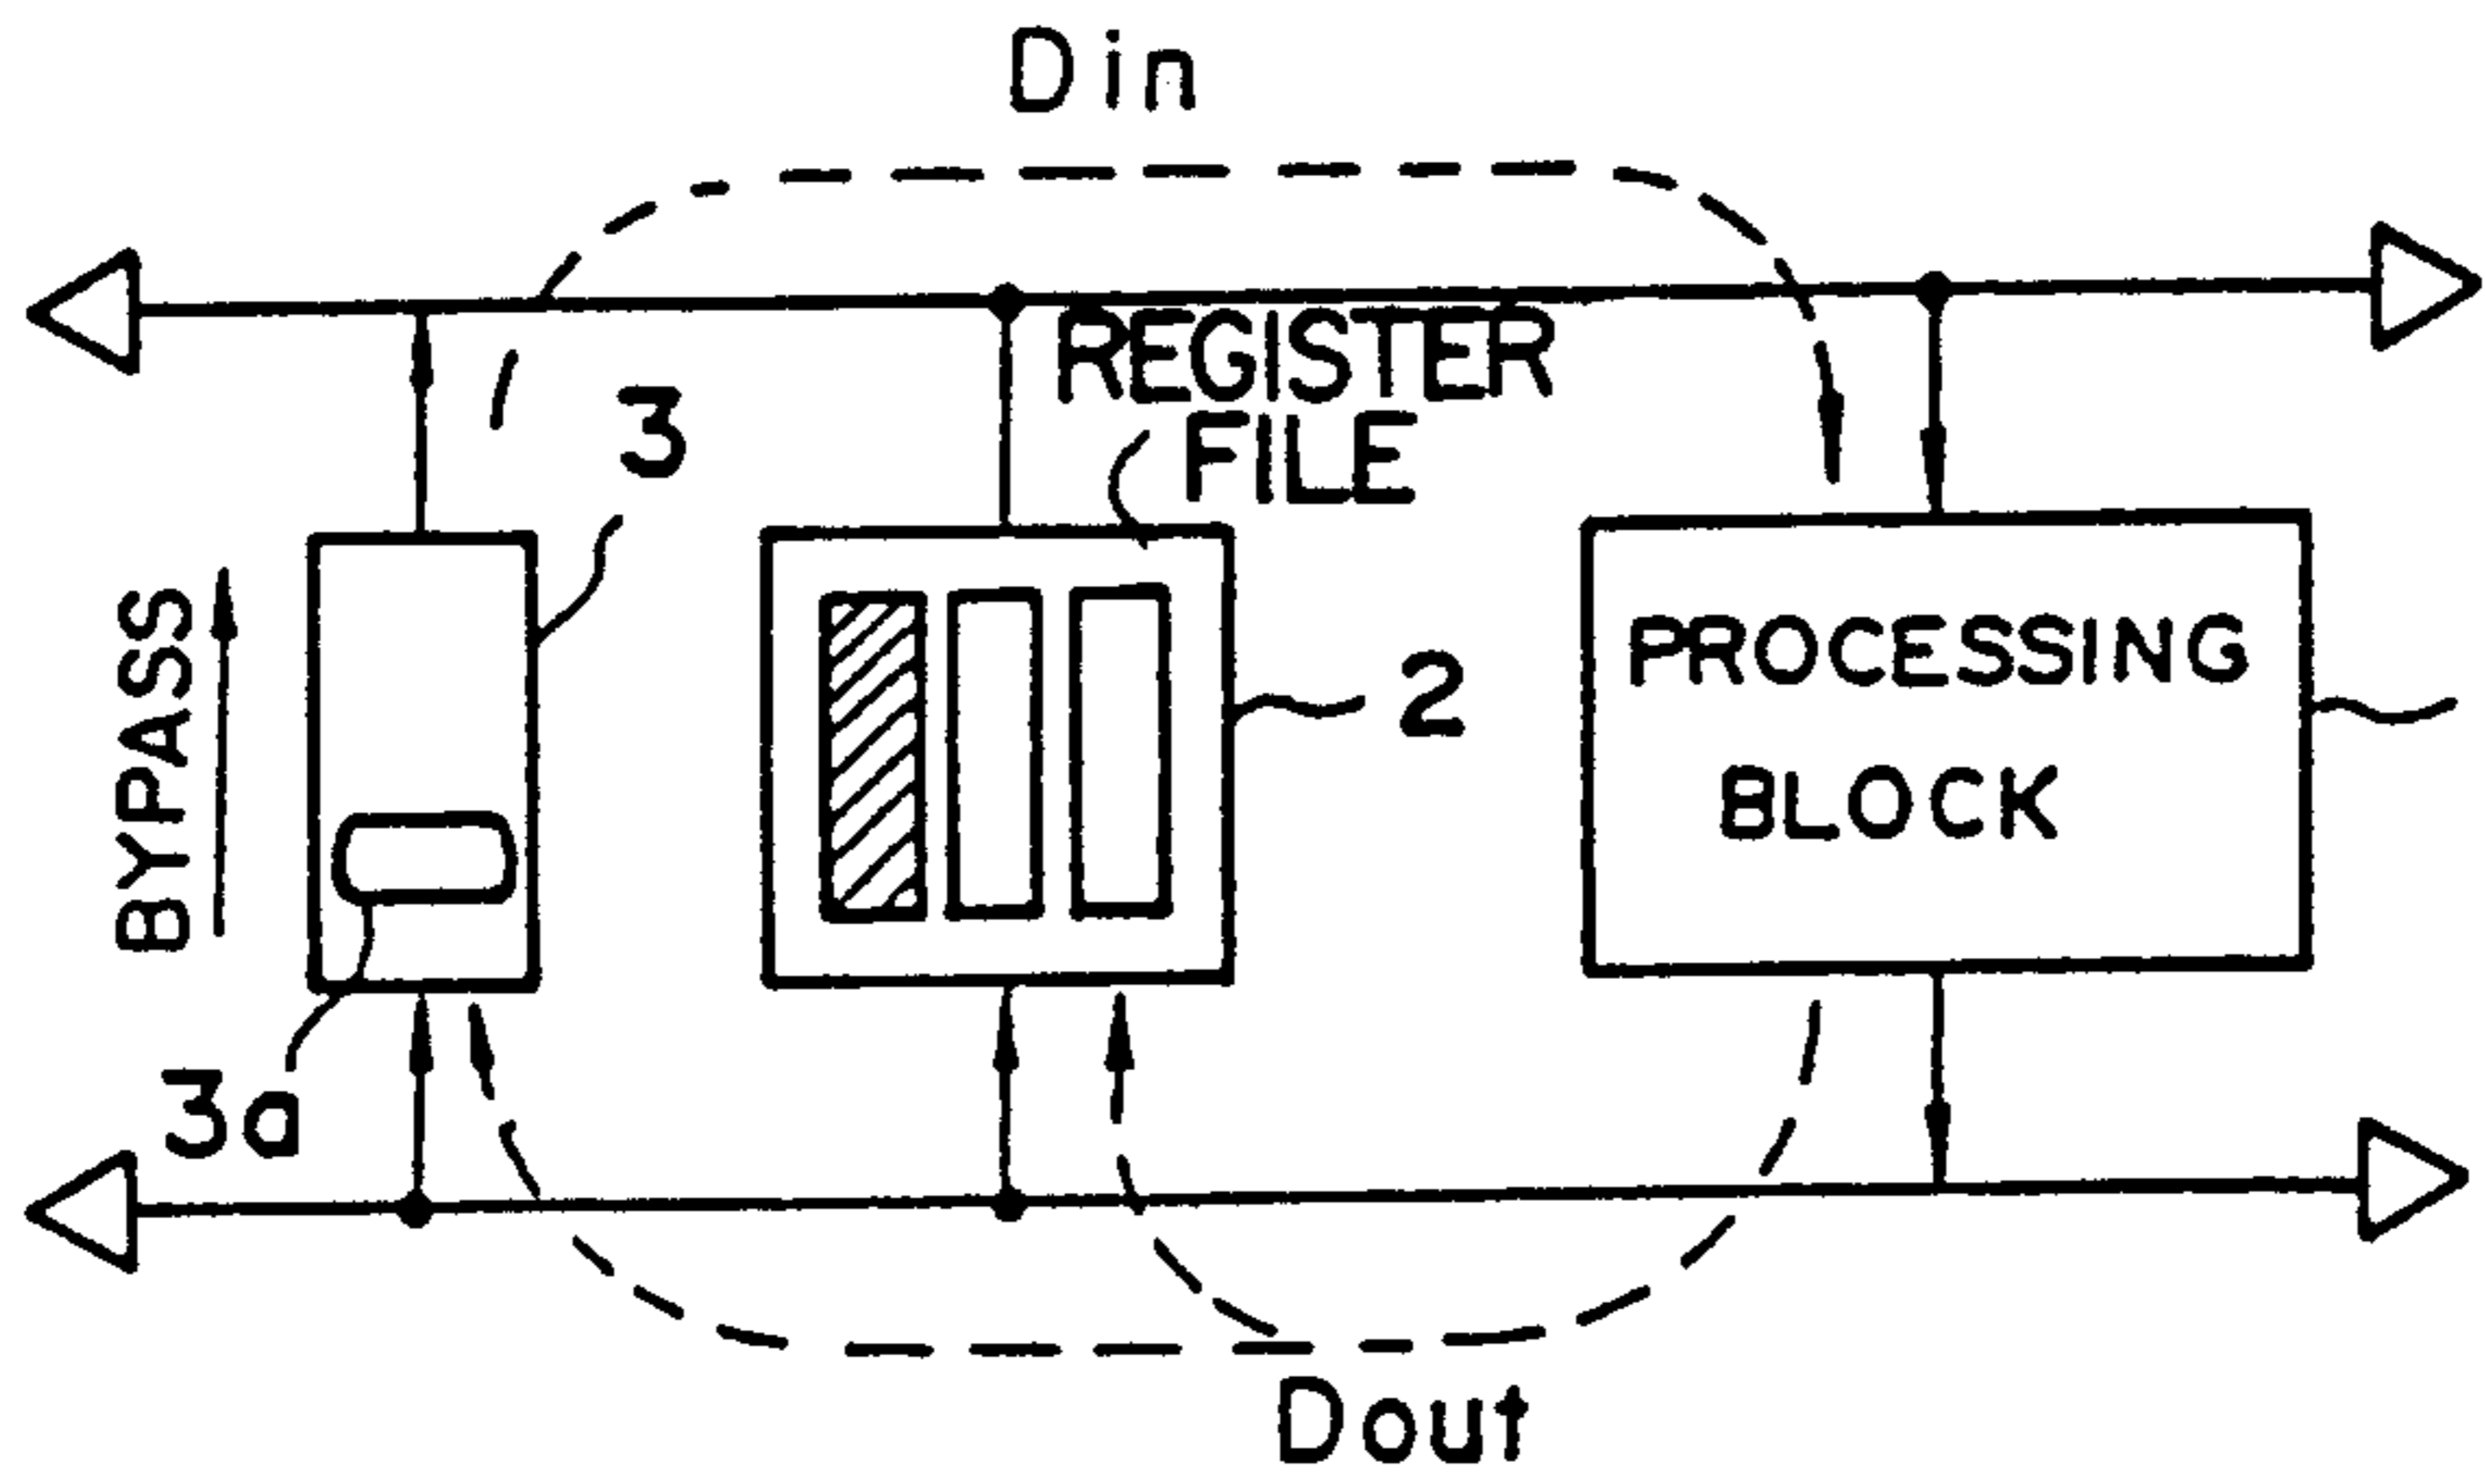 Din
REGISTER
FILE
3
BYPASS
2
PROCESSING
BLOCK
3a
Dout